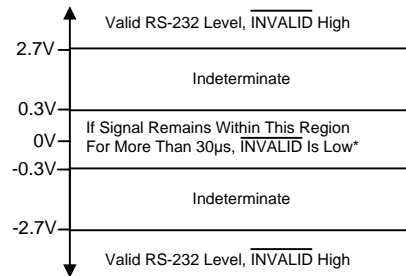 Valid RS-232 Level, INVALID High
2.7V
Indeterminate
0.3V
If Signal Remains Within This Region
0V
For More Than 30µs, INVALID Is Low*
-0.3V
Indeterminate
-2.7V
Valid RS-232 Level, INVALID High